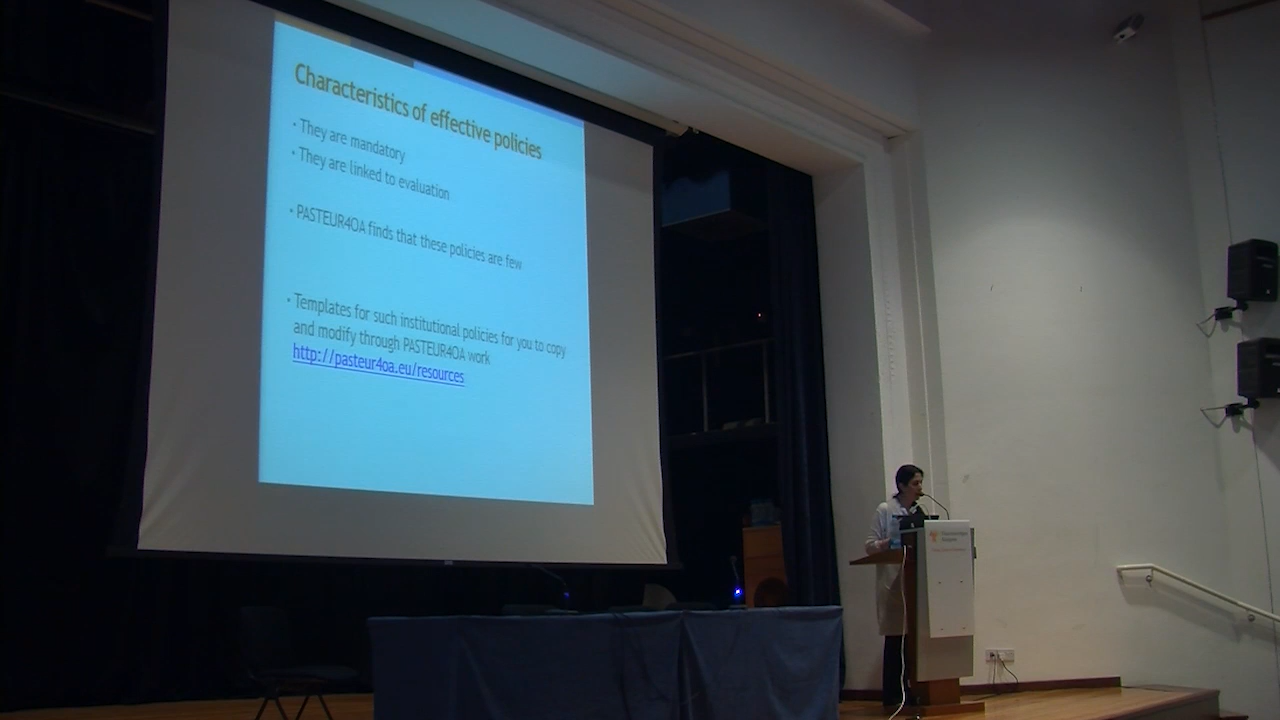 Characteristics of effective policies
• They are mandatory
• They are linked to evaluation
• PASTEUR4OA finds that these policies are few
• Templates for such institutional policies for you to copy
and modify through PASTEUR4OA work
http://pasteur4oa.eu/resources